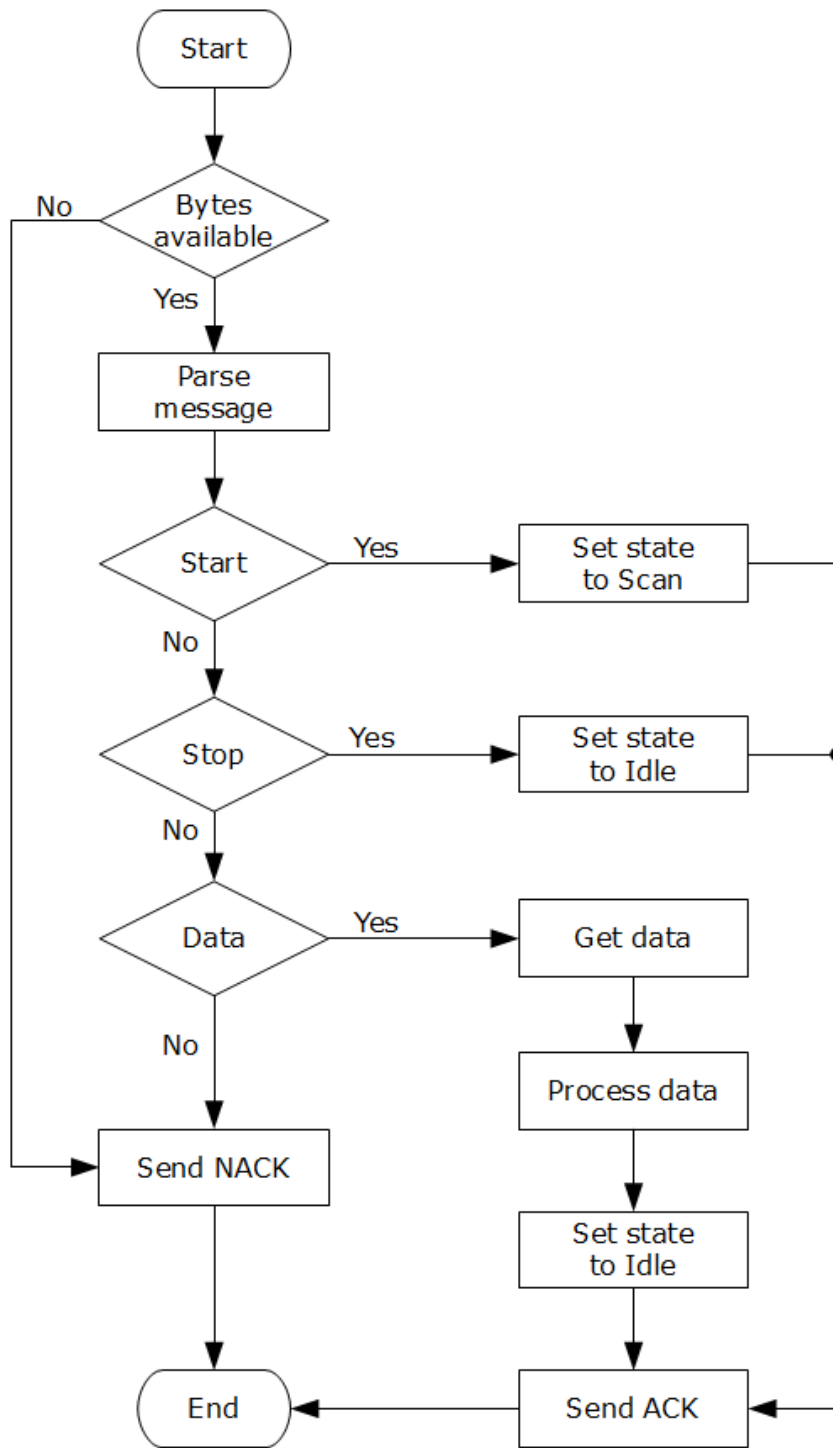 Start
No
Bytes
available
Yes
Parse
message
Start
Yes
Set state
to Scan
No
Stop
Yes
Set state
to Idle
No
Data
Yes
Get data
No
Process data
Send NACK
Set state
to Idle
End
Send ACK